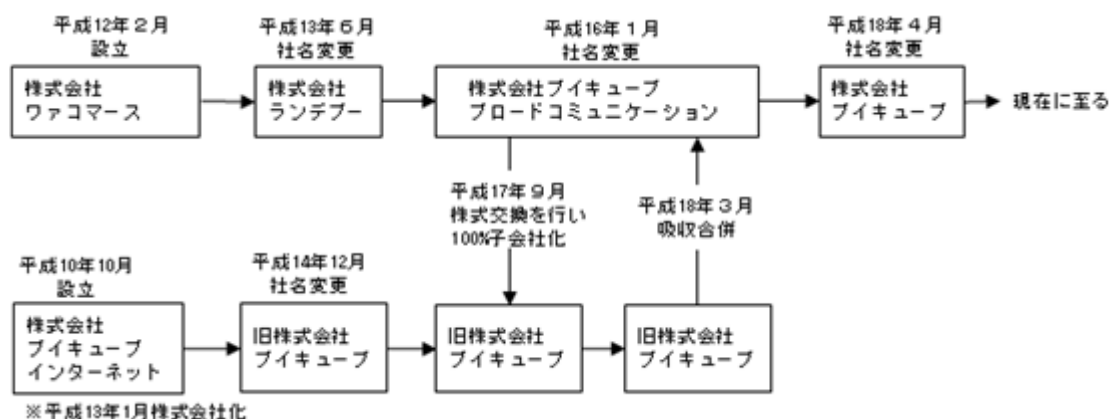 平成12年2月
設立
平成13年6月
社名変更
平成16年1月
社名変更
平成18年4月
社名変更
株式会社
ワァコマース
株式会社
ランデブー
株式会社ブイキューブ
ブロードコミュニケーション
株式会社
ブイキューブ
現在に至る
平成17年9月
株式交換を行い
100%子会社化
平成18年3月
吸収合併
平成10年10月
設立
平成14年12月
社名変更
株式会社
ブイキューブ
インターネット
旧株式会社
ブイキューブ
旧株式会社
ブイキューブ
旧株式会社
ブイキューブ
※平成13年1月株式会社化